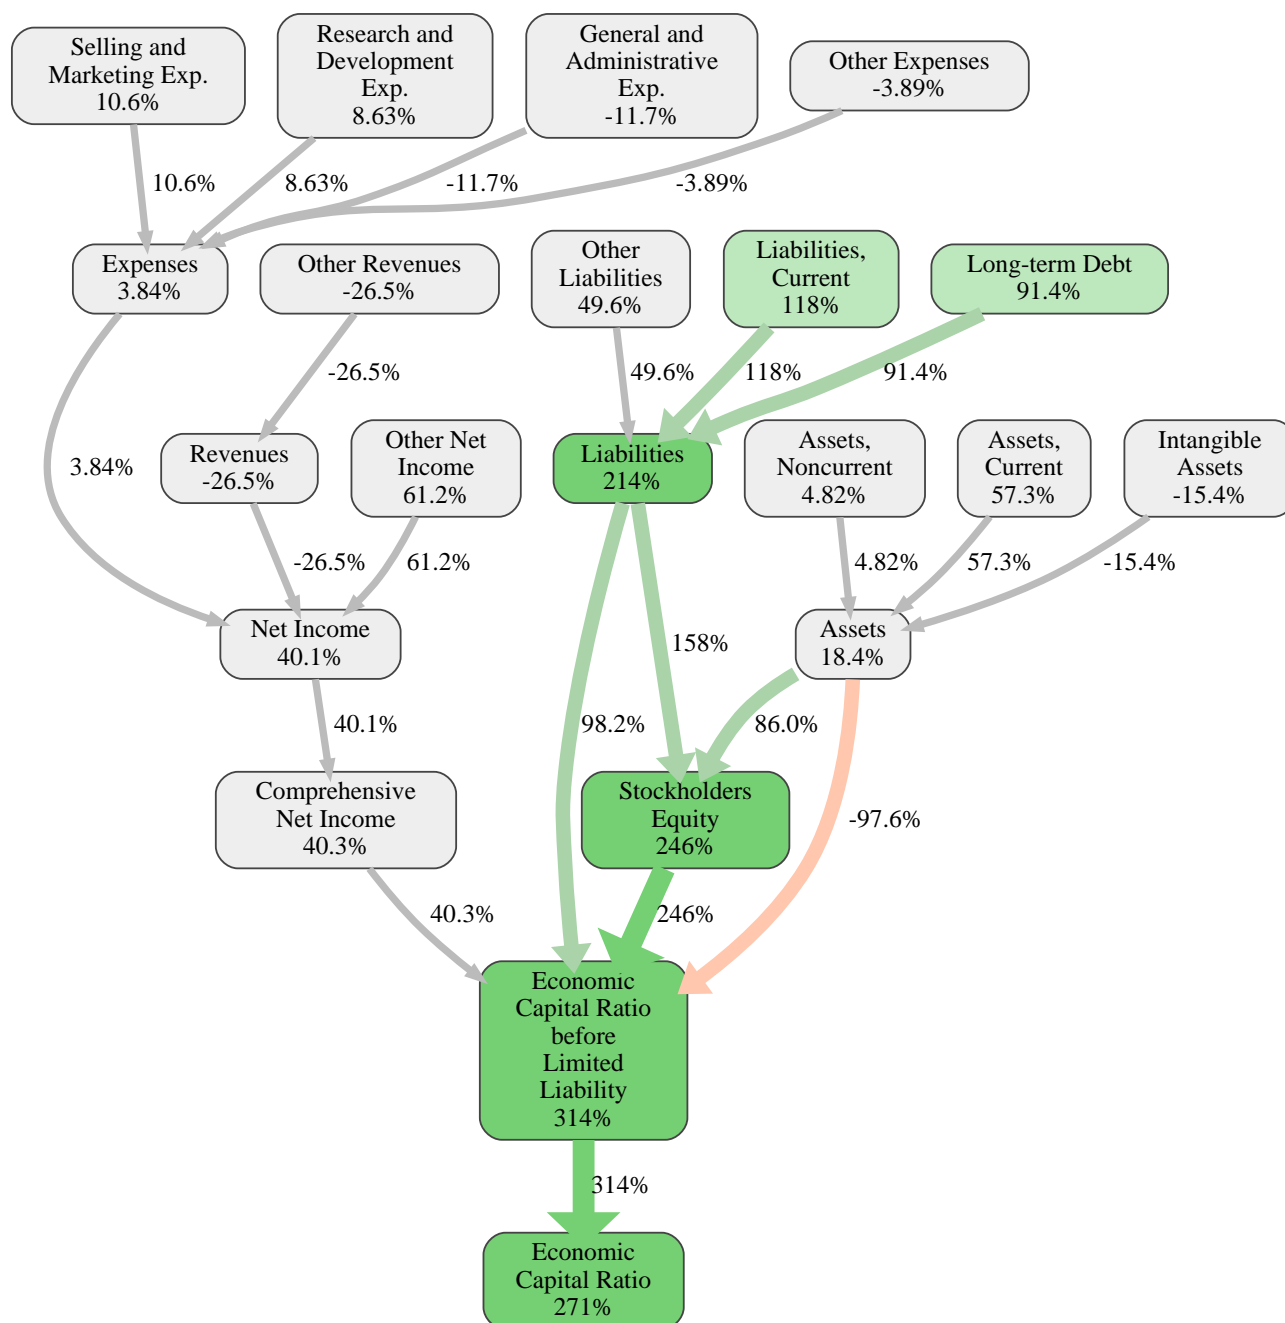 Selling and
Marketing Exp.
10.6%
Research and
Development
Exp.
8.63%
General and
Administrative
Exp.
-11.7%
Other Expenses
-3.89%
10.6%
8.63%
-11.7%
-3.89%
Expenses
3.84%
Other Revenues
-26.5%
Other
Liabilities
49.6%
Liabilities,
Current
118%
Long-term Debt
91.4%
-26.5%
49.6%
118%
91.4%
3.84%
Revenues
-26.5%
Other Net
Income
61.2%
Liabilities
214%
Assets,
Noncurrent
4.82%
Assets,
Current
57.3%
Intangible
Assets
-15.4%
-26.5%
61.2%
4.82%
57.3%
-15.4%
Net Income
40.1%
158%
Assets
18.4%
40.1%
98.2%
86.0%
-97.6%
Comprehensive
Net Income
40.3%
Stockholders
Equity
246%
40.3%
246%
Economic
Capital Ratio
before
Limited
Liability
314%
314%
Economic
Capital Ratio
271%